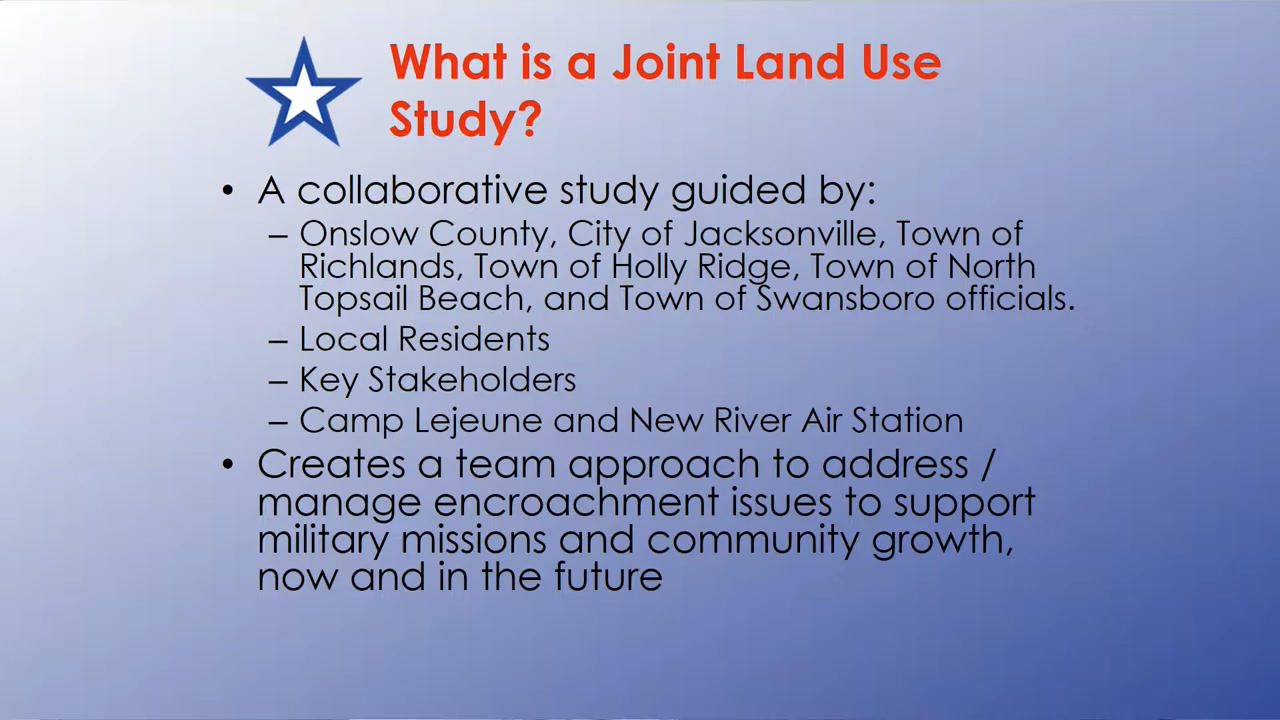 What is a Joint Land Use
Study?
• A collaborative study guided by:
– Onslow County, City of Jacksonville, Town of
Richlands, Town of Holly Ridge, Town of North
Topsail Beach, and Town of Swansboro officials.
– Local Residents
– Key Stakeholders
– Camp Lejeune and New River Air Station
• Creates a team approach to address /
manage encroachment issues to support
military missions and community growth,
now and in the future